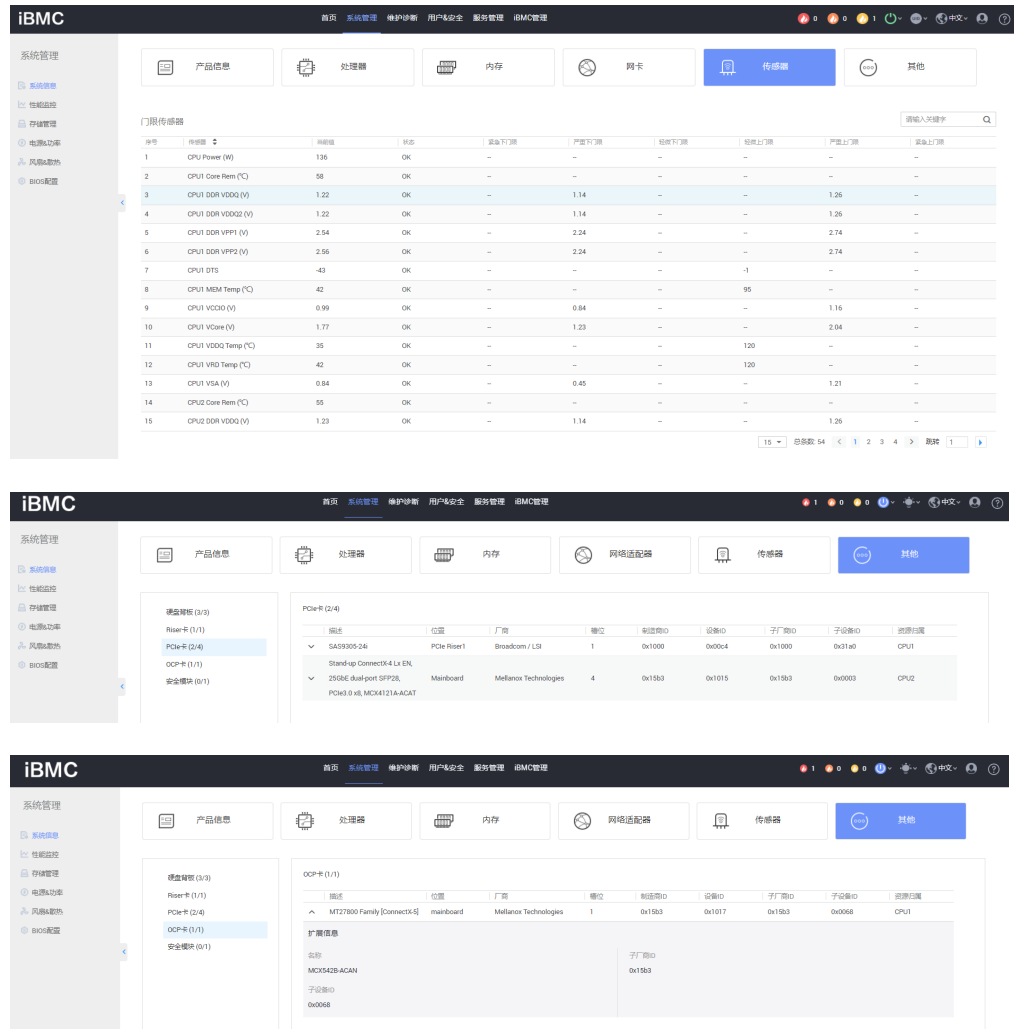 iBMC 首页 系统管理 维护诊断 用户&安全 服务管理 iBMC管理 0 0 1 中文
系统管理
系统信息
性能监控
存储管理
电源&功率
风扇&散热
BIOS配置
产品信息 处理器 内存 网卡 传感器 其他
门限传感器 请输入关键字
序号 传感器 当前值 状态 紧急下门限 严重下门限 轻微下门限 轻微上门限 严重上门限 紧急上门限
1 CPU Power (W) 136 OK -- -- -- -- -- --
2 CPU1 Core Rem (℃) 58 OK -- -- -- -- -- --
3 CPU1 DDR VDDQ (V) 1.22 OK -- 1.14 -- -- 1.26 --
4 CPU1 DDR VDDQ2 (V) 1.22 OK -- 1.14 -- -- 1.26 --
5 CPU1 DDR VPP1 (V) 2.54 OK -- 2.24 -- -- 2.74 --
6 CPU1 DDR VPP2 (V) 2.56 OK -- 2.24 -- -- 2.74 --
7 CPU1 DTS -43 OK -- -- -- -1 -- --
8 CPU1 MEM Temp (℃) 42 OK -- -- -- 95 -- --
9 CPU1 VCCIO (V) 0.99 OK -- 0.84 -- -- 1.16 --
10 CPU1 VCore (V) 1.77 OK -- 1.23 -- -- 2.04 --
11 CPU1 VDDQ Temp (℃) 35 OK -- -- -- 120 -- --
12 CPU1 VRD Temp (℃) 42 OK -- -- -- 120 -- --
13 CPU1 VSA (V) 0.84 OK -- 0.45 -- -- 1.21 --
14 CPU2 Core Rem (℃) 55 OK -- -- -- -- -- --
15 CPU2 DDR VDDQ (V) 1.23 OK -- 1.14 -- -- 1.26 --
15 总条数: 54 < 1 2 3 4 > 跳转 1
iBMC 首页 系统管理 维护诊断 用户&安全 服务管理 iBMC管理 1 0 0 中文
系统管理
系统信息
性能监控
存储管理
电源&功率
风扇&散热
BIOS配置
产品信息 处理器 内存 网络适配器 传感器 其他
硬盘背板 (3/3)
Riser卡 (1/1)
PCIe卡 (2/4)
OCP卡 (1/1)
安全模块 (0/1)
PCIe卡 (2/4)
描述 位置 厂商 槽位 制造商ID 设备ID 子厂商ID 子设备ID 资源归属
SAS9305-24i PCIe Riser1 Broadcom / LSI 1 0x1000 0x00c4 0x1000 0x31a0 CPU1
Stand-up ConnectX-4 Lx EN,
25GbE dual-port SFP28, Mainboard Mellanox Technologies 4 0x15b3 0x1015 0x15b3 0x0003 CPU2
PCIe3.0 x8, MCX4121A-ACAT
iBMC 首页 系统管理 维护诊断 用户&安全 服务管理 iBMC管理 1 0 0 中文
系统管理
系统信息
性能监控
存储管理
电源&功率
风扇&散热
BIOS配置
产品信息 处理器 内存 网络适配器 传感器 其他
硬盘背板 (3/3)
Riser卡 (1/1)
PCIe卡 (2/4)
OCP卡 (1/1)
安全模块 (0/1)
OCP卡 (1/1)
描述 位置 厂商 槽位 制造商ID 设备ID 子厂商ID 子设备ID 资源归属
MT27800 Family [ConnectX-5] mainboard Mellanox Technologies 1 0x15b3 0x1017 0x15b3 0x0068 CPU1
扩展信息
名称 子厂商ID
MCX542B-ACAN 0x15b3
子设备ID
0x0068